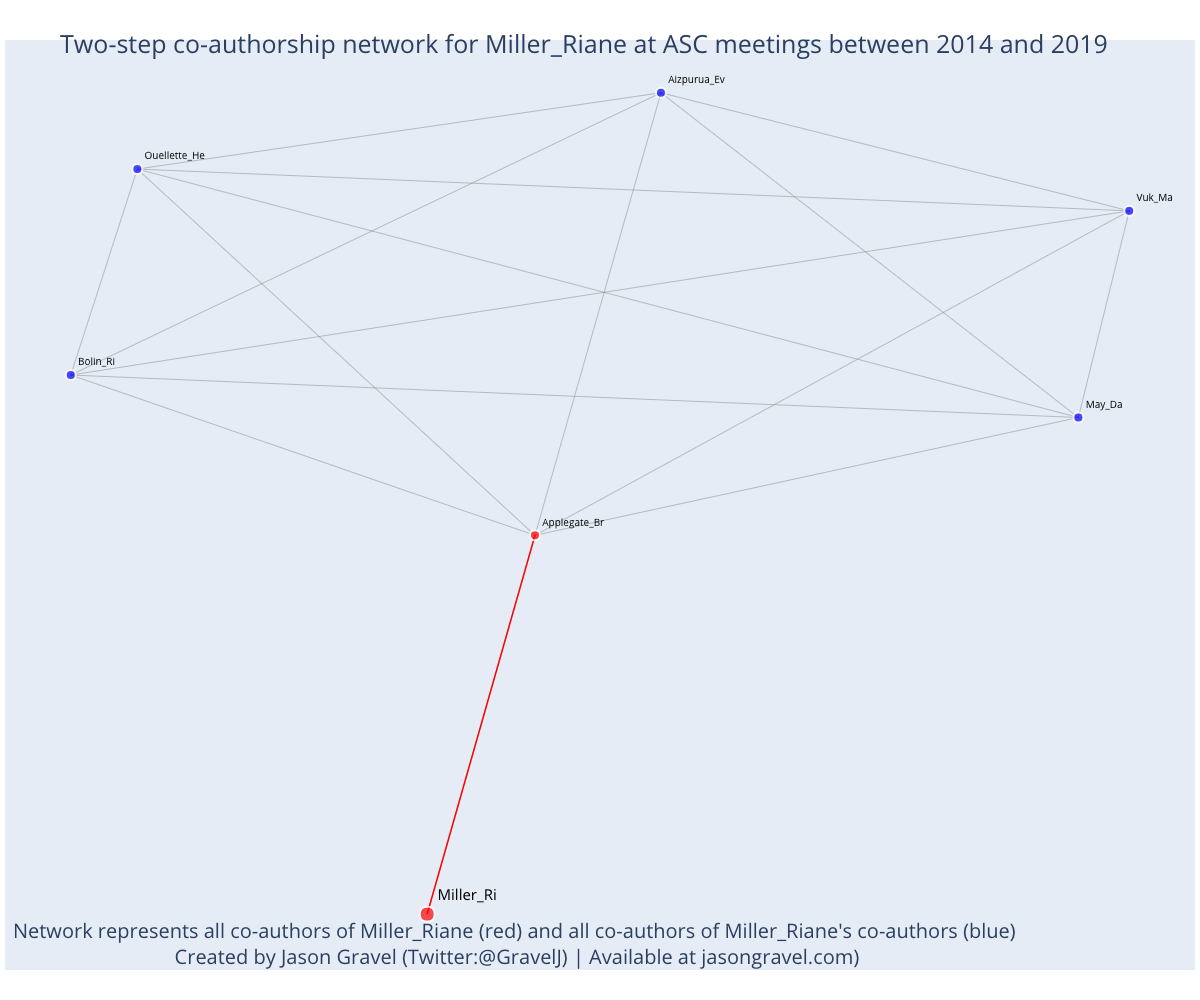 Two-step co-authorship network for Miller_Riane at ASC meetings between 2014 and 2019
Aizpurua_Ev
Ouellette_He
Vuk_Ma
Bolin_Ri
May_Da
Applegate_Br
Miller_Ri
Network represents all co-authors of Miller_Riane (red) and all co-authors of Miller_Riane's co-authors (blue)
Created by Jason Gravel (Twitter:@GravelJ) | Available at jasongravel.com)